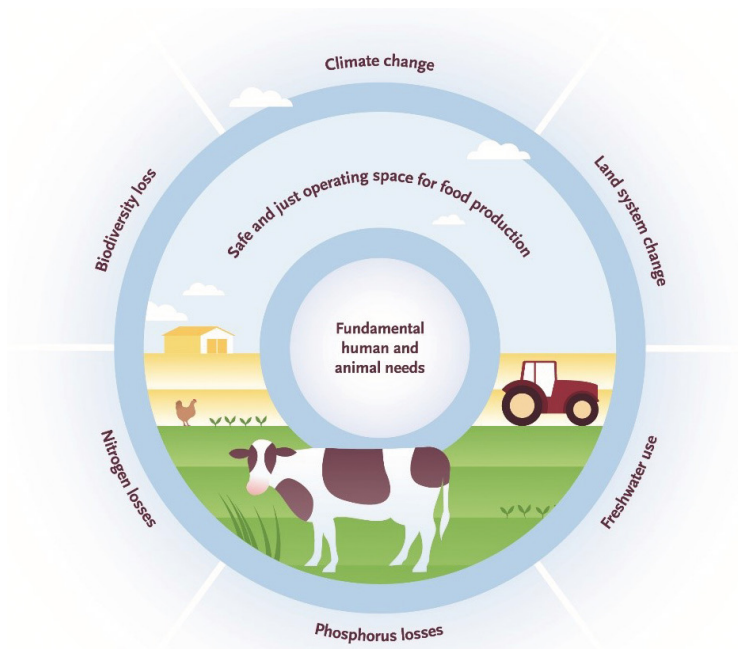 Climate change
Biodiversity loss
Land system change
Safe and just operating space for food production
Fundamental
human and
animal needs
Nitrogen losses
Freshwater use
Phosphorus losses